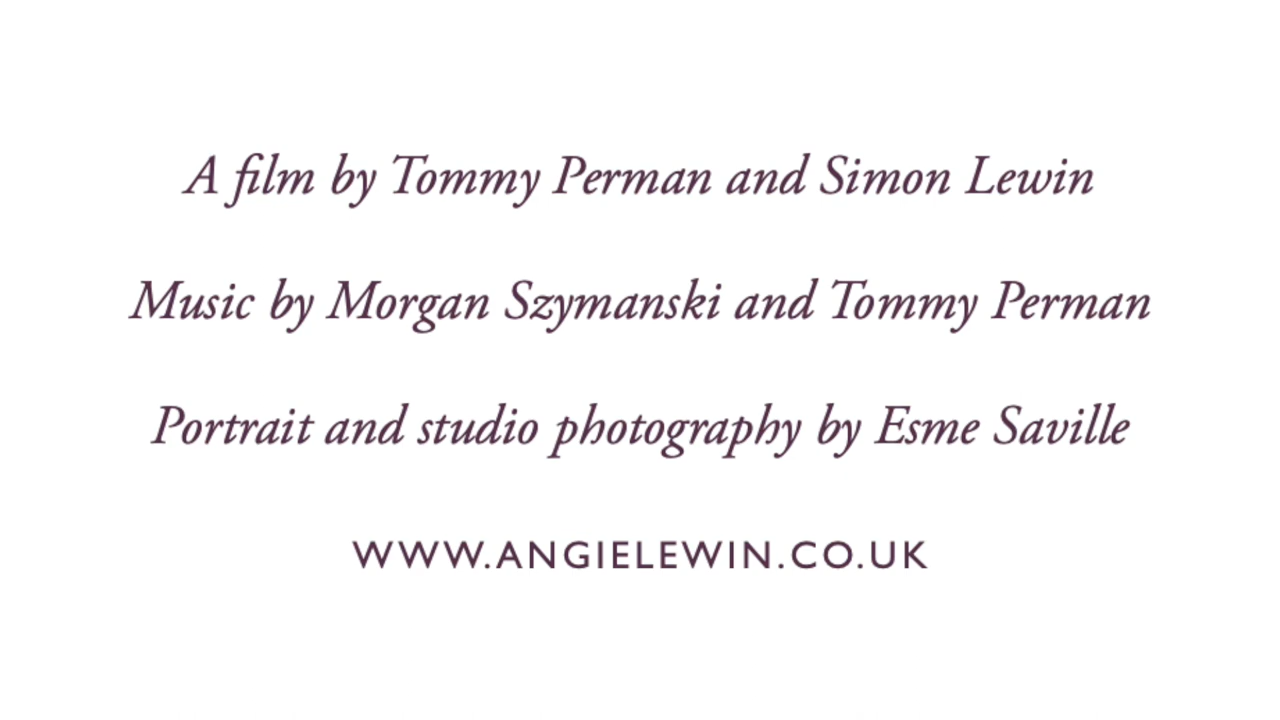 A film by Tommy Perman and Simon Lewin
Music by Morgan Szymanski and Tommy Perman
Portrait and studio photography by Esme Saville
WWW.ANGIELEWIN.CO.UK